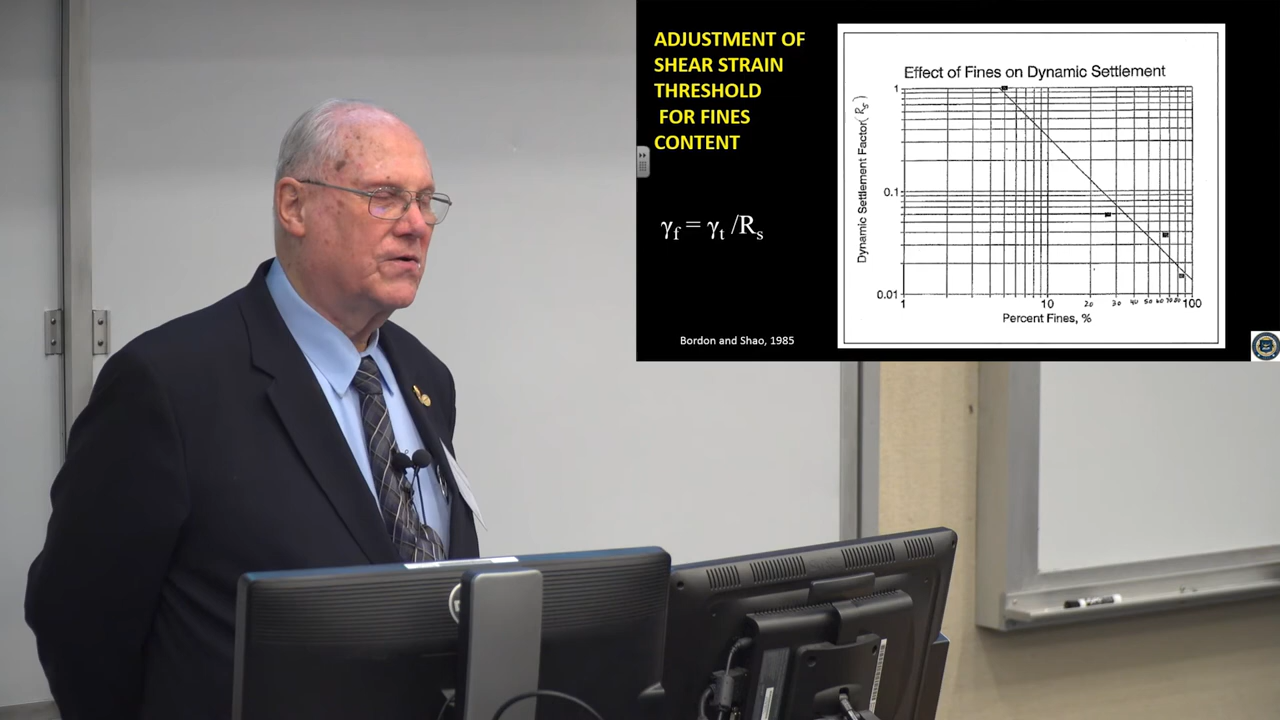 ADJUSTMENT OF
SHEAR STRAIN
THRESHOLD
FOR FINES
CONTENT
γf = γt /Rs
Bordon and Shao, 1985
Effect of Fines on Dynamic Settlement
Dynamic Settlement Factor (Rs)
1
0.1
0.01
1 10 20 30 40 50 60 70 80 100
Percent Fines, %